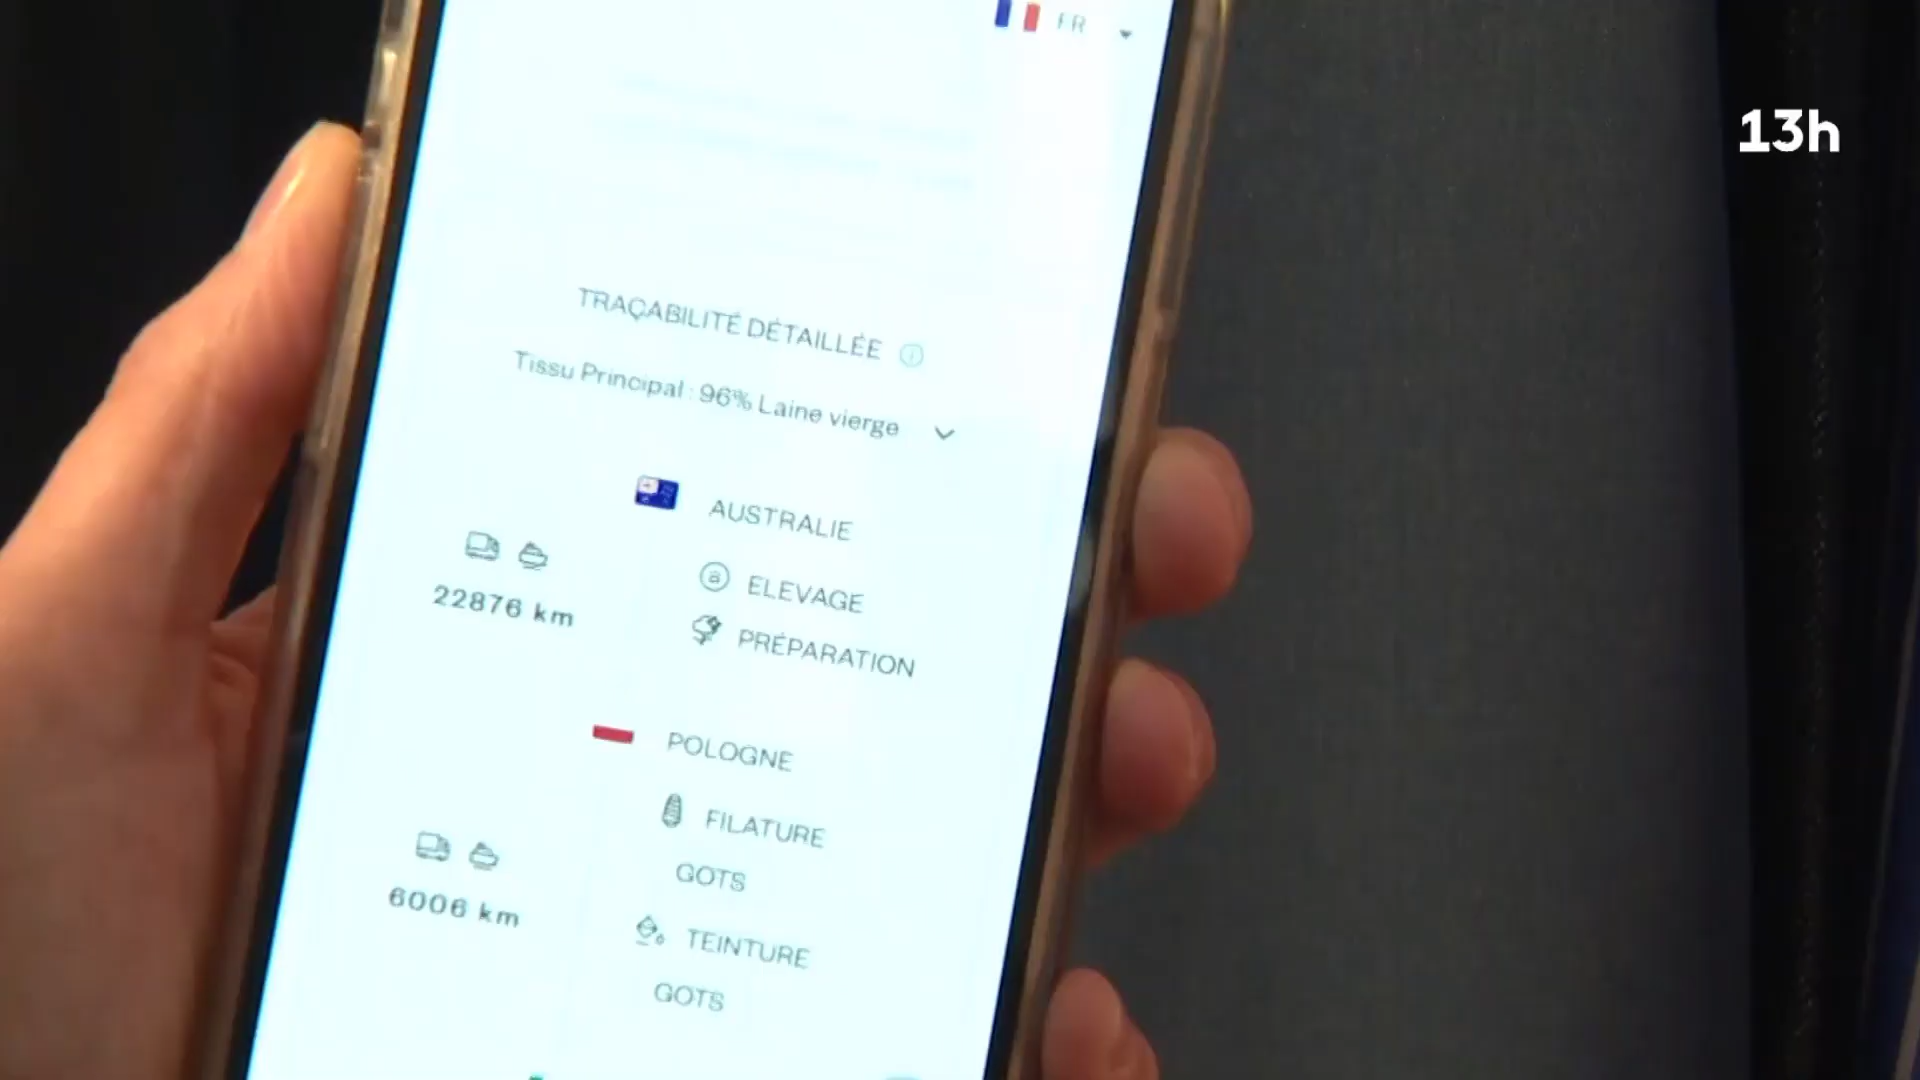 FR
13h
TRAÇABILITÉ DÉTAILLÉE
Tissu Principal : 96% Laine vierge
AUSTRALIE
ELEVAGE
22876 km
PRÉPARATION
POLOGNE
FILATURE
GOTS
6006 km
TEINTURE
GOTS